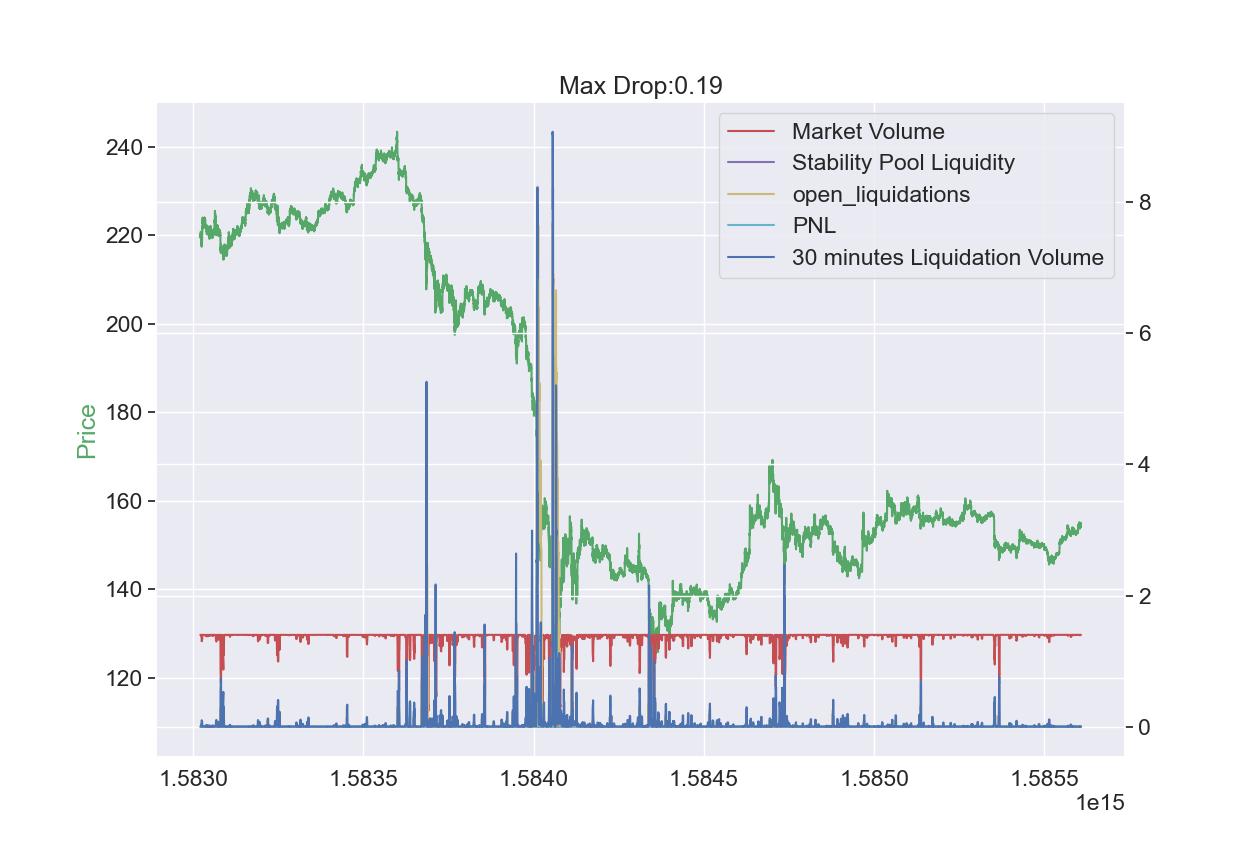 Max Drop:0.19
Market Volume
Stability Pool Liquidity
open_liquidations
PNL
30 minutes Liquidation Volume
240
220
200
180
160
140
120
Price
8
6
4
2
0
1.5830 1.5835 1.5840 1.5845 1.5850 1.5855
1e15